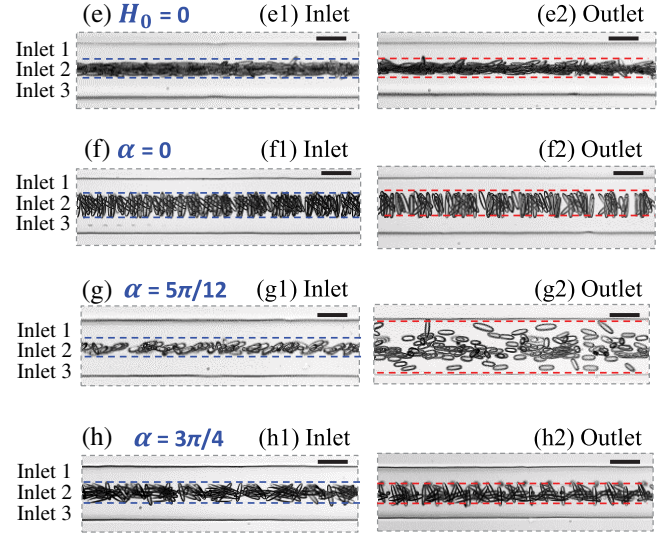 (e) H₀ = 0 (e1) Inlet (e2) Outlet
Inlet 1
Inlet 2
Inlet 3
(f) α = 0 (f1) Inlet (f2) Outlet
Inlet 1
Inlet 2
Inlet 3
(g) α = 5π/12 (g1) Inlet (g2) Outlet
Inlet 1
Inlet 2
Inlet 3
(h) α = 3π/4 (h1) Inlet (h2) Outlet
Inlet 1
Inlet 2
Inlet 3